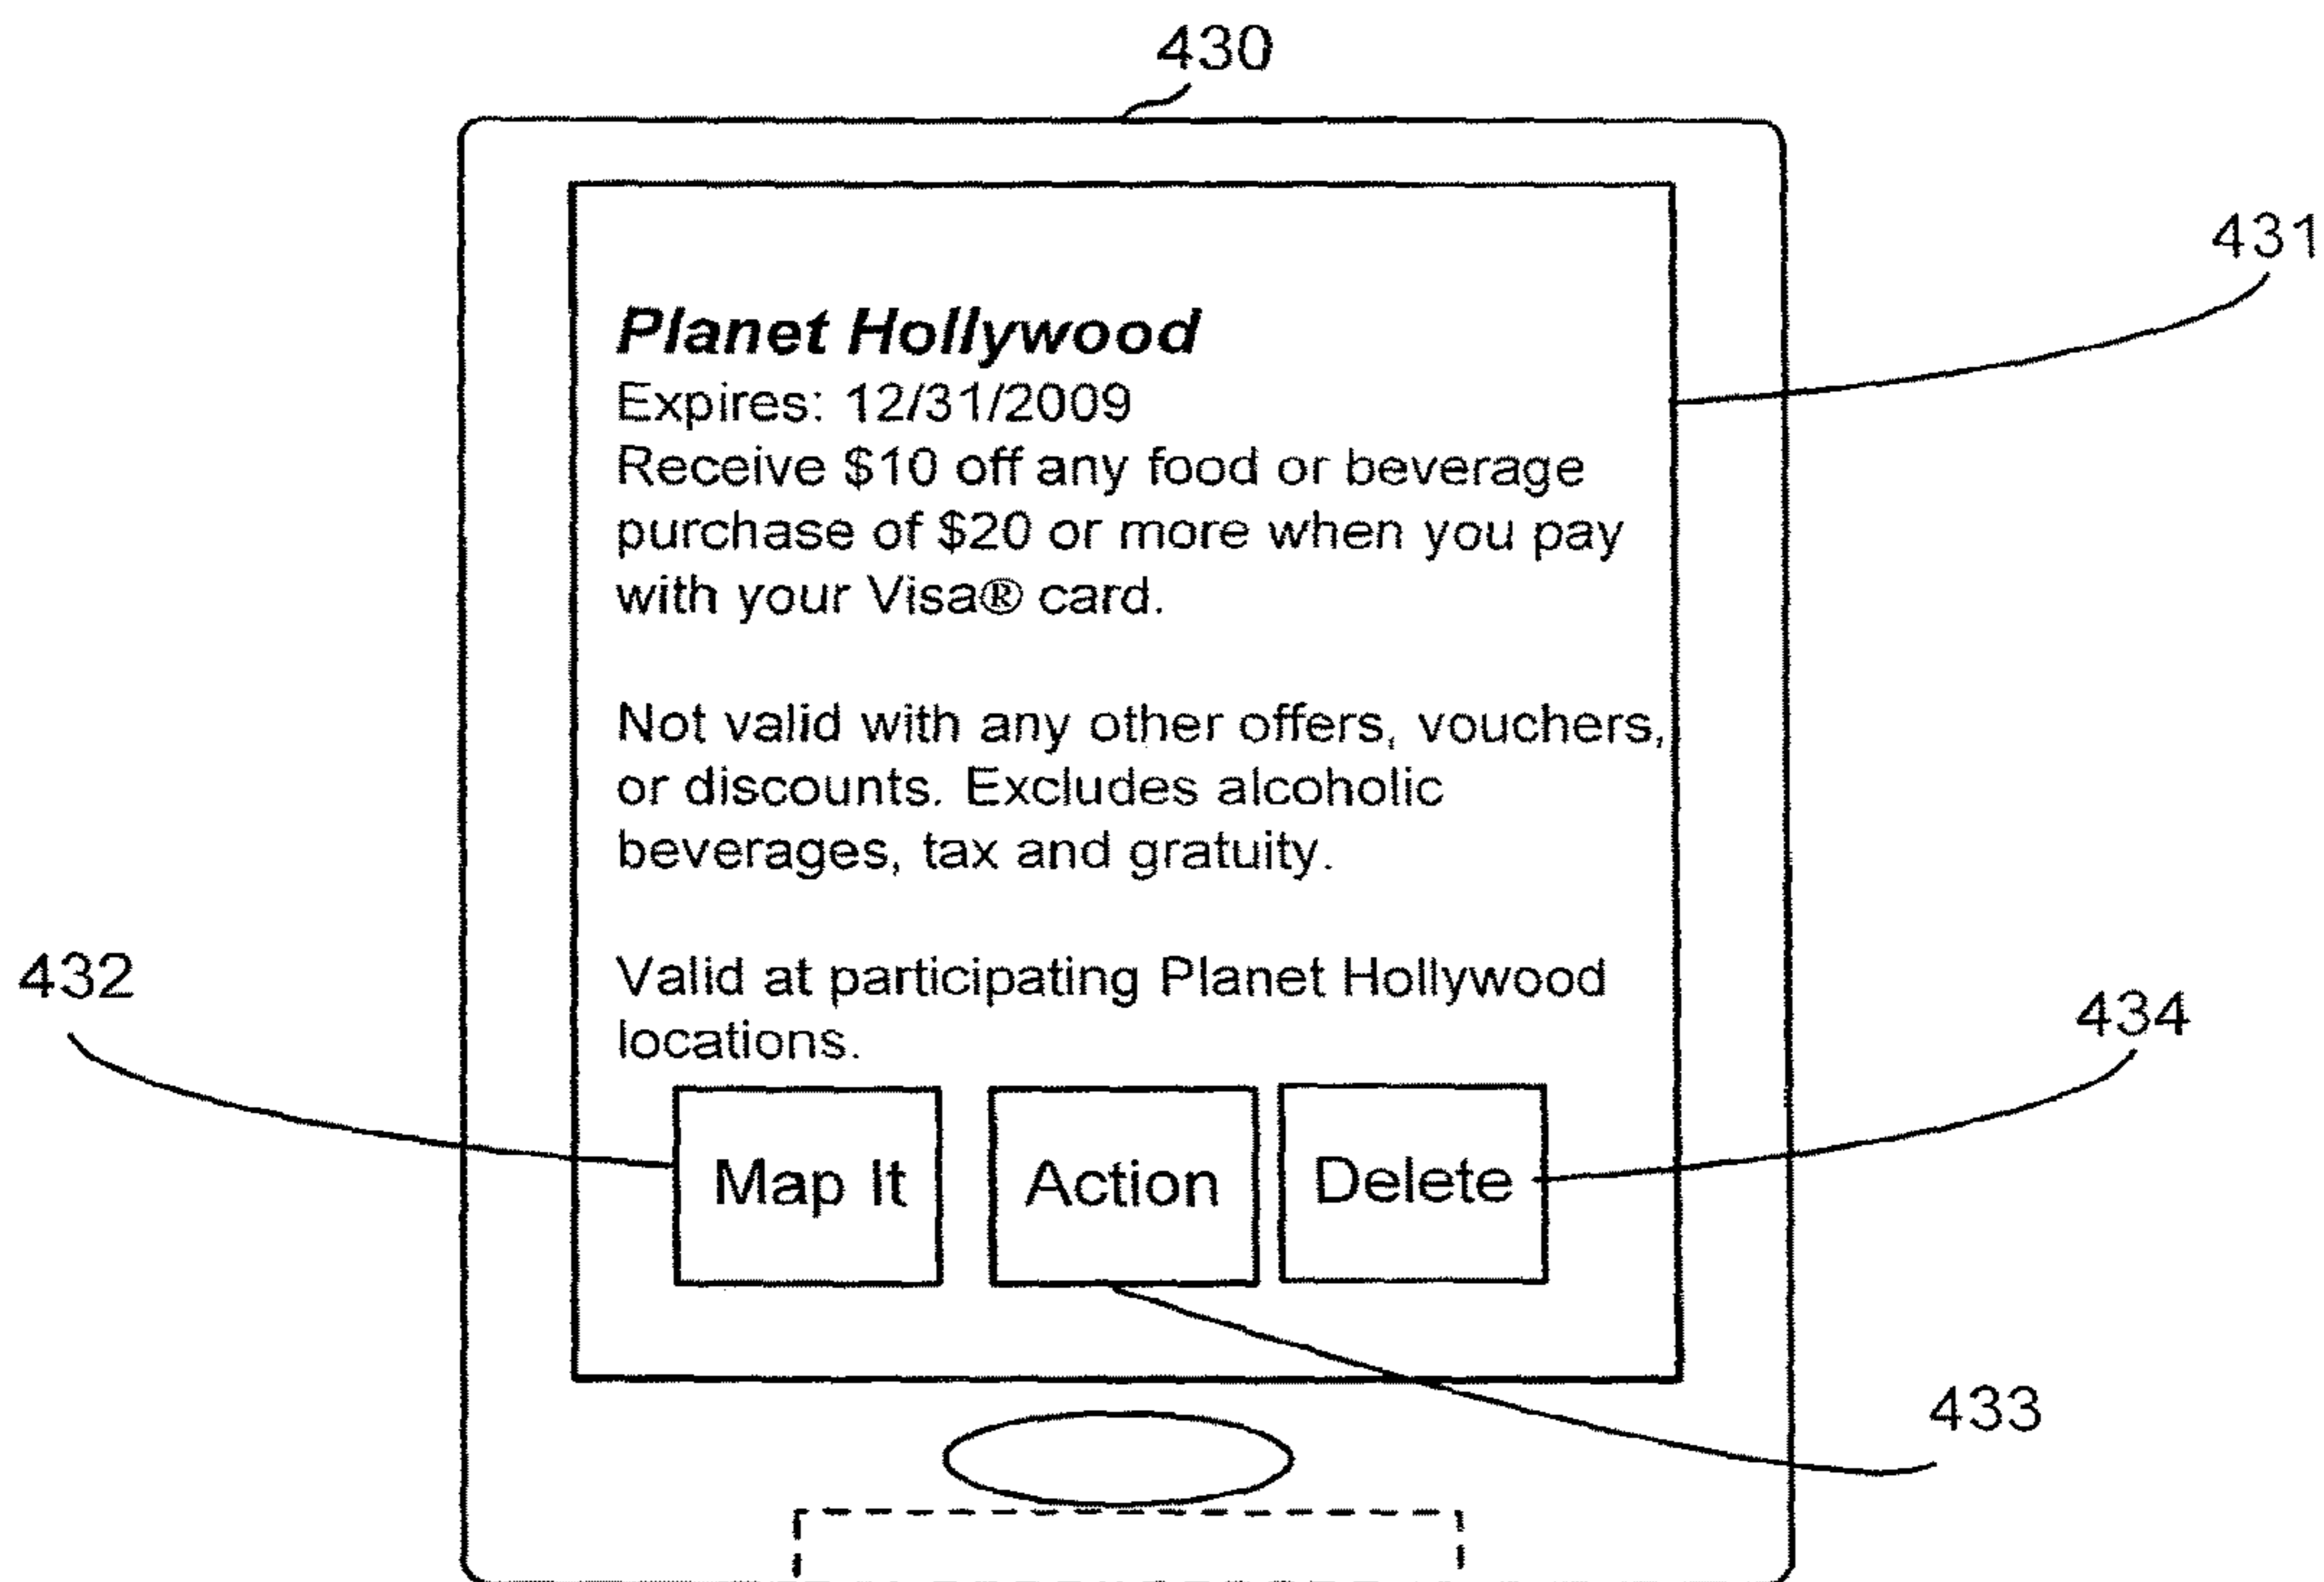 430
431
Planet Hollywood
Expires: 12/31/2009
Receive $10 off any food or beverage
purchase of $20 or more when you pay
with your Visa® card.
Not valid with any other offers, vouchers,
or discounts. Excludes alcoholic
beverages, tax and gratuity.
Valid at participating Planet Hollywood
locations.
432
434
Map It
Action
Delete
433